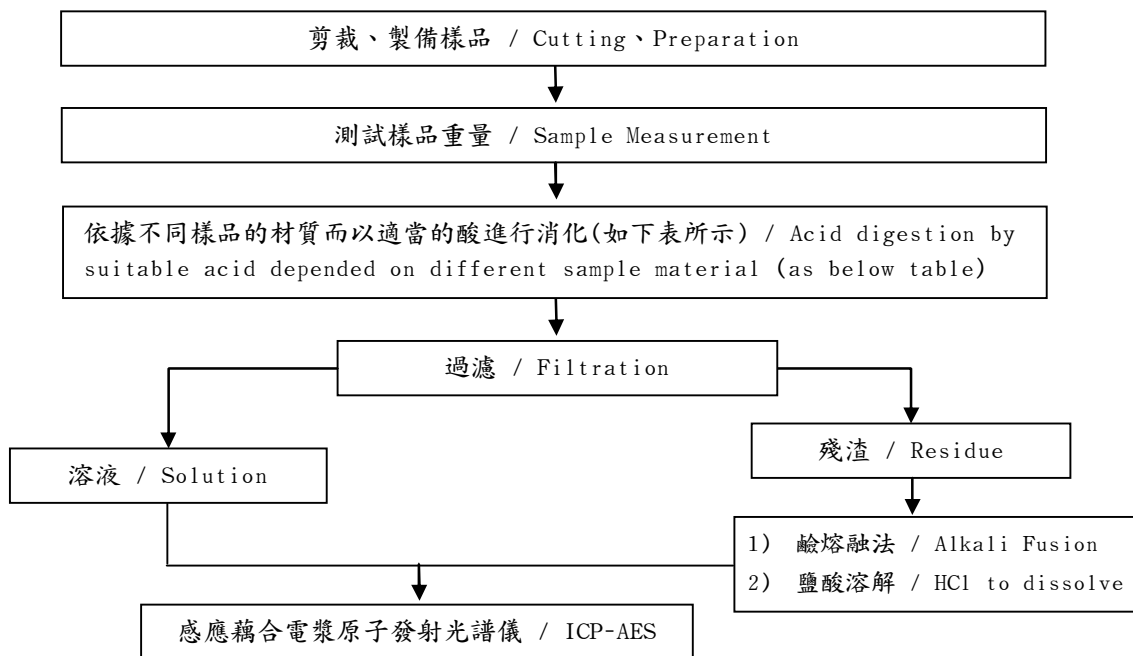 剪裁、製備樣品 / Cutting、Preparation
測試樣品重量 / Sample Measurement
依據不同樣品的材質而以適當的酸進行消化(如下表所示) / Acid digestion by
suitable acid depended on different sample material (as below table)
過濾 / Filtration
溶液 / Solution
殘渣 / Residue
1) 鹼熔融法 / Alkali Fusion
2) 鹽酸溶解 / HCl to dissolve
感應藕合電漿原子發射光譜儀 / ICP-AES